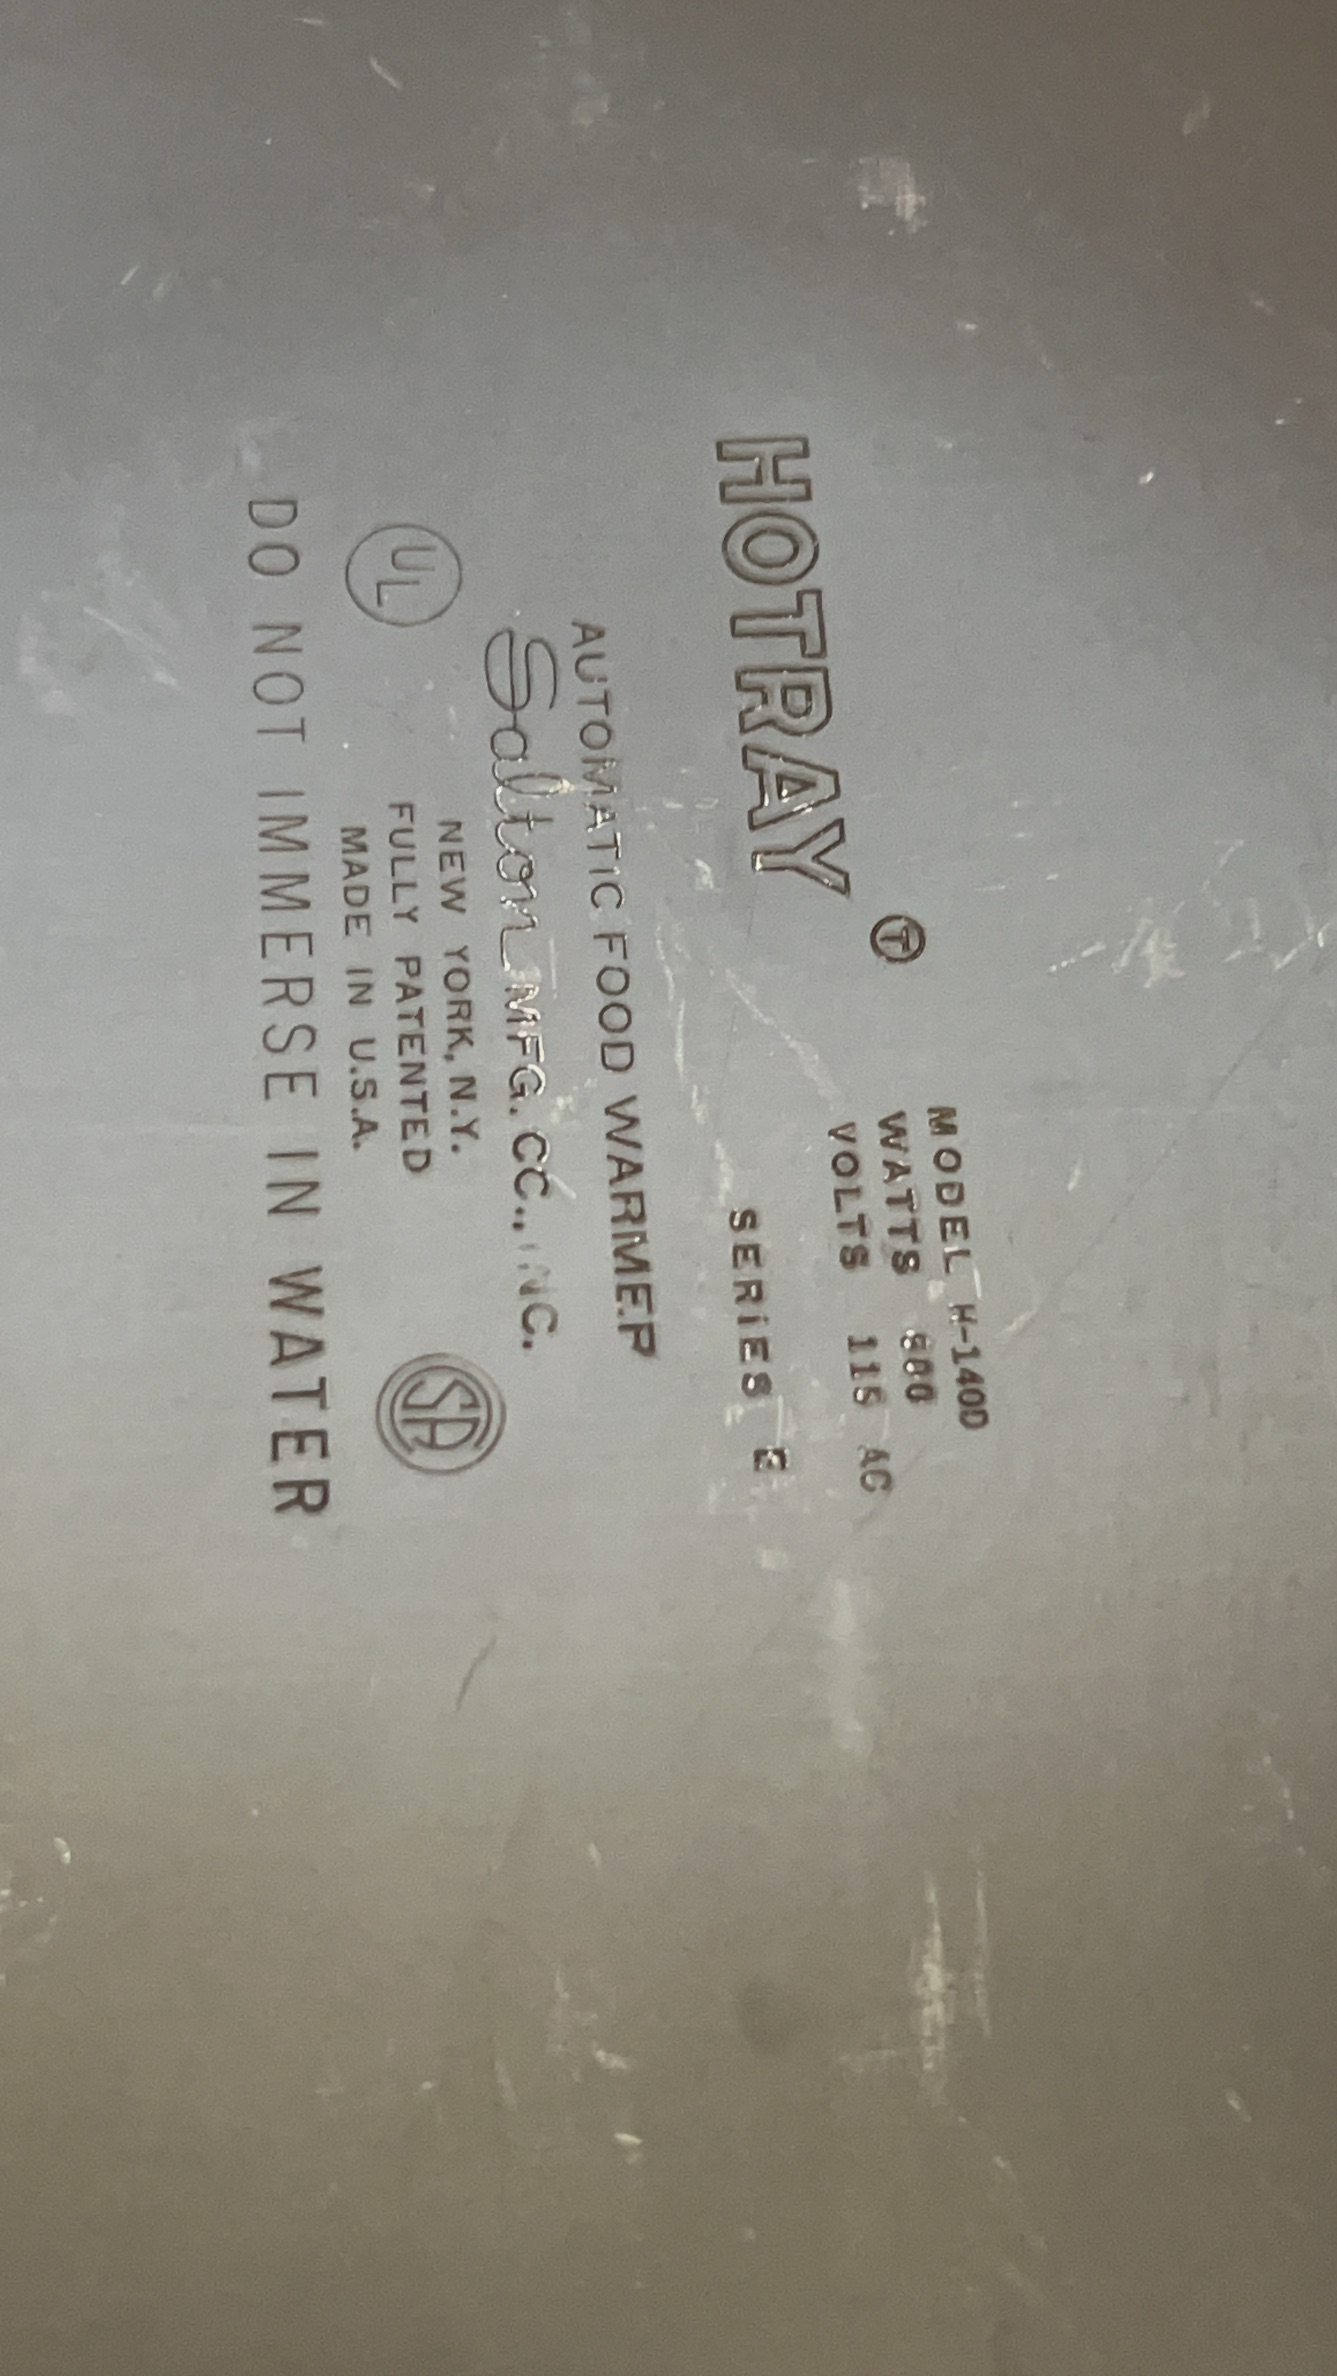 HOTRAY Ⓣ
MODEL H-140D
WATTS
VOLTS 115 AC
SERIES E
AUTOMATIC FOOD WARMER
Salton MFG. CO., INC.
NEW YORK, N.Y.
FULLY PATENTED
MADE IN U.S.A.
UL
SA
DO NOT IMMERSE IN WATER